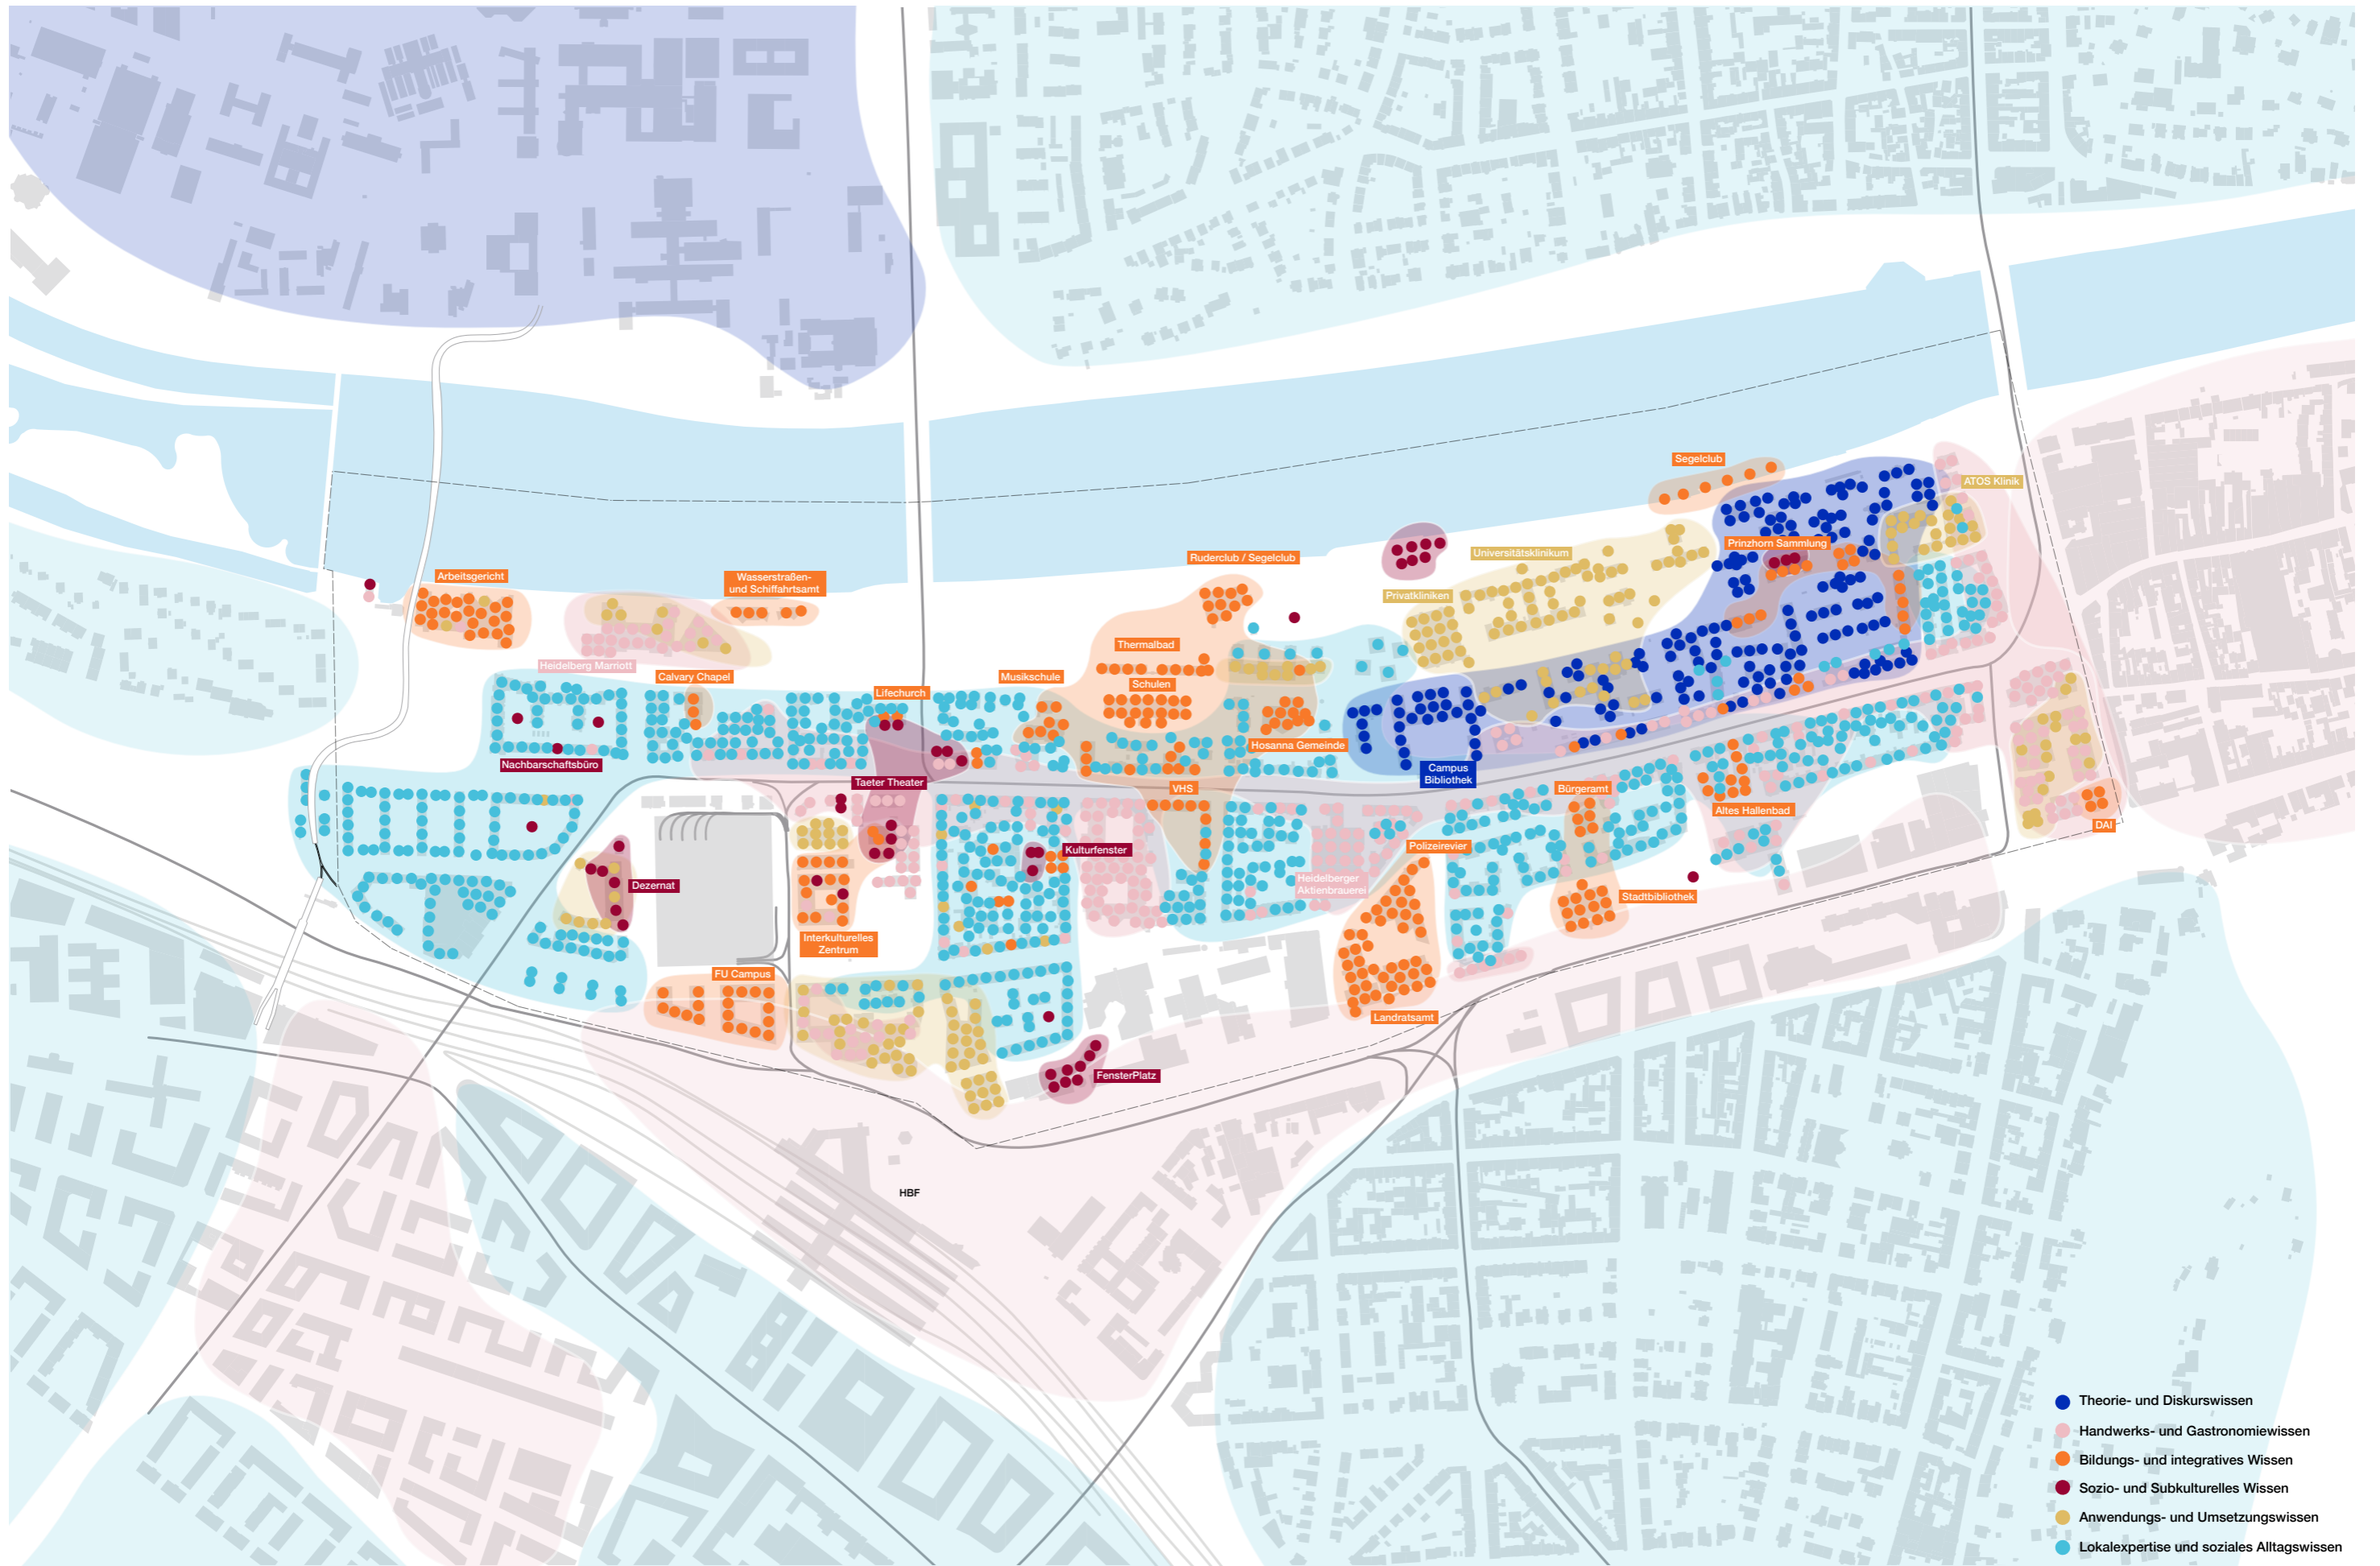 Segelclub
ATOS Klinik
Prinzhorn Sammlung
Universitätsklinikum
Ruderclub / Segelclub
Arbeitsgericht
Wasserstraßen-
und Schiffahrtsamt
Privatkliniken
Thermalbad
Heidelberg Marriott
Calvary Chapel
Musikschule
Schulen
Lifechurch
Hosanna Gemeinde
Nachbarschaftsbüro
Campus
Bibliothek
Taeter Theater
VHS
Bürgeramt
Altes Hallenbad
DAI
Polizeirevier
Kulturfenster
Dezernat
Heidelberger
Aktienbrauerei
Stadtbibliothek
Interkulturelles
Zentrum
FU Campus
Landratsamt
FensterPlatz
HBF
Theorie- und Diskurswissen
Handwerks- und Gastronomiewissen
Bildungs- und integratives Wissen
Sozio- und Subkulturelles Wissen
Anwendungs- und Umsetzungswissen
Lokalexpertise und soziales Alltagswissen